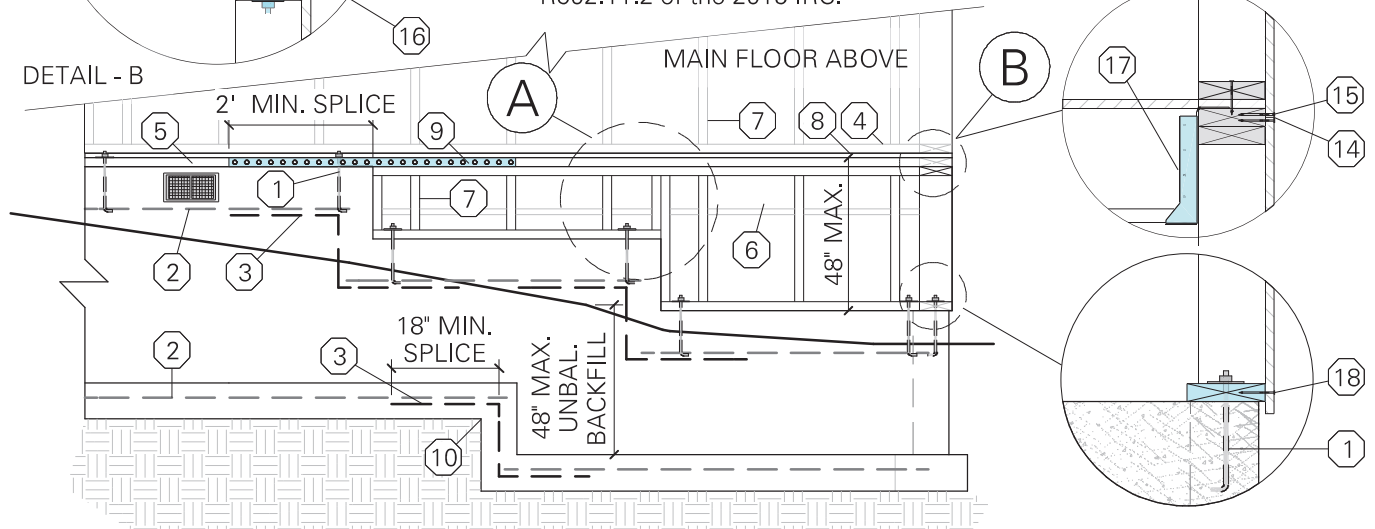 R602.11.2 of the 2018 IRC.
16
DETAIL - B
MAIN FLOOR ABOVE
A
B
17
15
14
2' MIN. SPLICE
5
9
7
8
4
1
7
6
48" MAX.
2
3
18" MIN.
SPLICE
2
3
48" MAX.
UNBAL.
BACKFILL
10
18
1